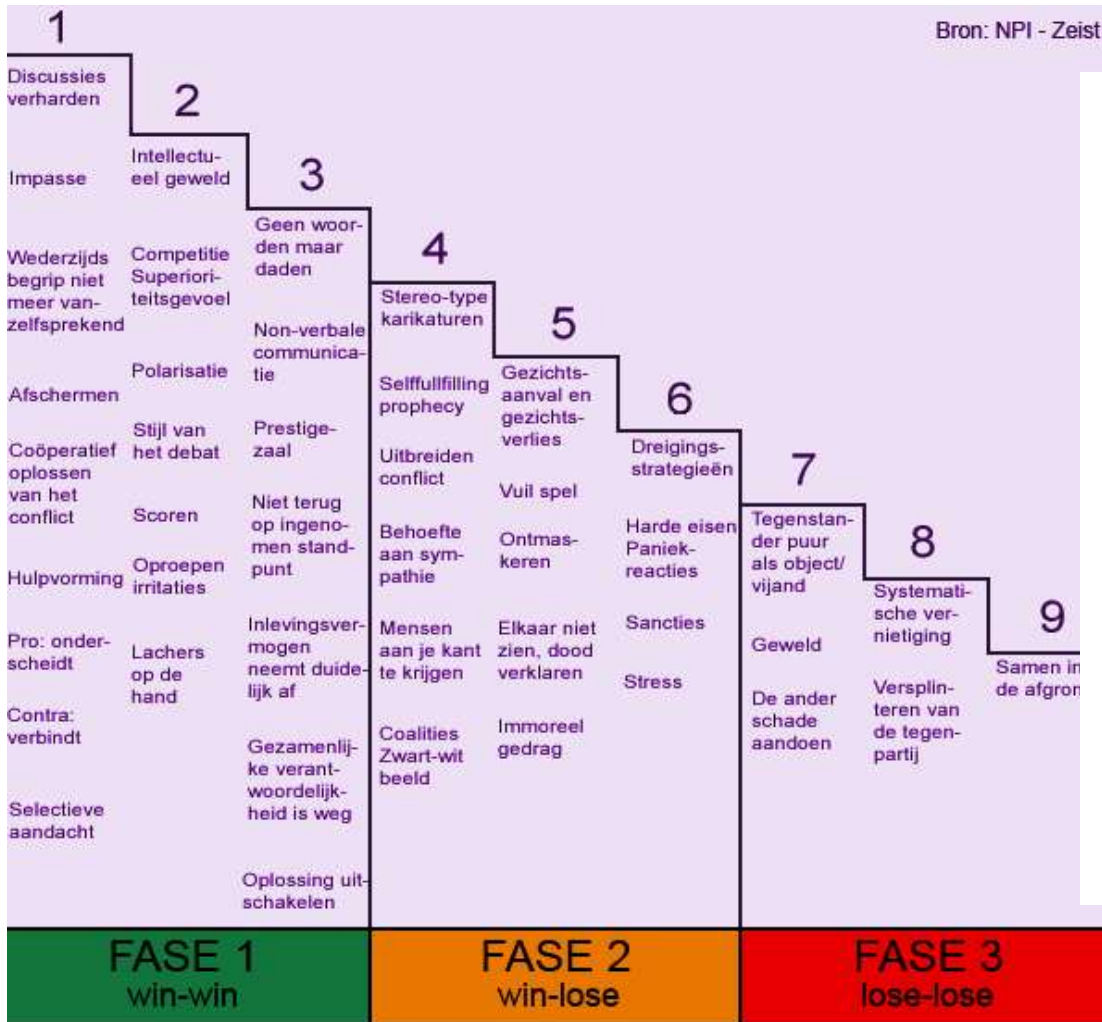 Bron: NPI - Zeist
1
Discussies
verharden
Impasse
Wederzijds
begrip niet
meer van-
zelfsprekend
Afschermen
Coöperatief
oplossen
van het
conflict
Hulpvorming
Pro: onder-
scheidt
Contra:
verbindt
Selectieve
aandacht
2
Intellectu-
eel geweld
Competitie
Superiori-
teitsgevoel
Polarisatie
Stijl van
het debat
Scoren
Oproepen
irritaties
Lachers
op de
hand
3
Geen woor-
den maar
daden
Non-verbale
communica-
tie
Prestige-
zaal
Niet terug
op ingeno-
men stand-
punt
Inlevingsver-
mogen
neemt duide-
lijk af
Gezamenlij-
ke verant-
woordelijk-
heid is weg
Oplossing uit-
schakelen
4
Stereo-type
karikaturen
Selffullfilling
prophecy
Uitbreiden
conflict
Behoefte
aan sym-
pathie
Mensen
aan je kant
te krijgen
Coalities
Zwart-wit
beeld
5
Gezichts-
aanval en
gezichts-
verlies
Vuil spel
Ontmas-
keren
Elkaar niet
zien, dood
verklaren
Immoreel
gedrag
6
Dreigings-
strategieën
Harde eisen
Paniek-
reacties
Sancties
Stress
7
Tegenstan-
der puur
als object/
vijand
Geweld
De ander
schade
aandoen
8
Systemati-
sche ver-
nietiging
Versplin-
teren van
de tegen-
partij
9
Samen in
de afgron
FASE 1
win-win
FASE 2
win-lose
FASE 3
lose-lose